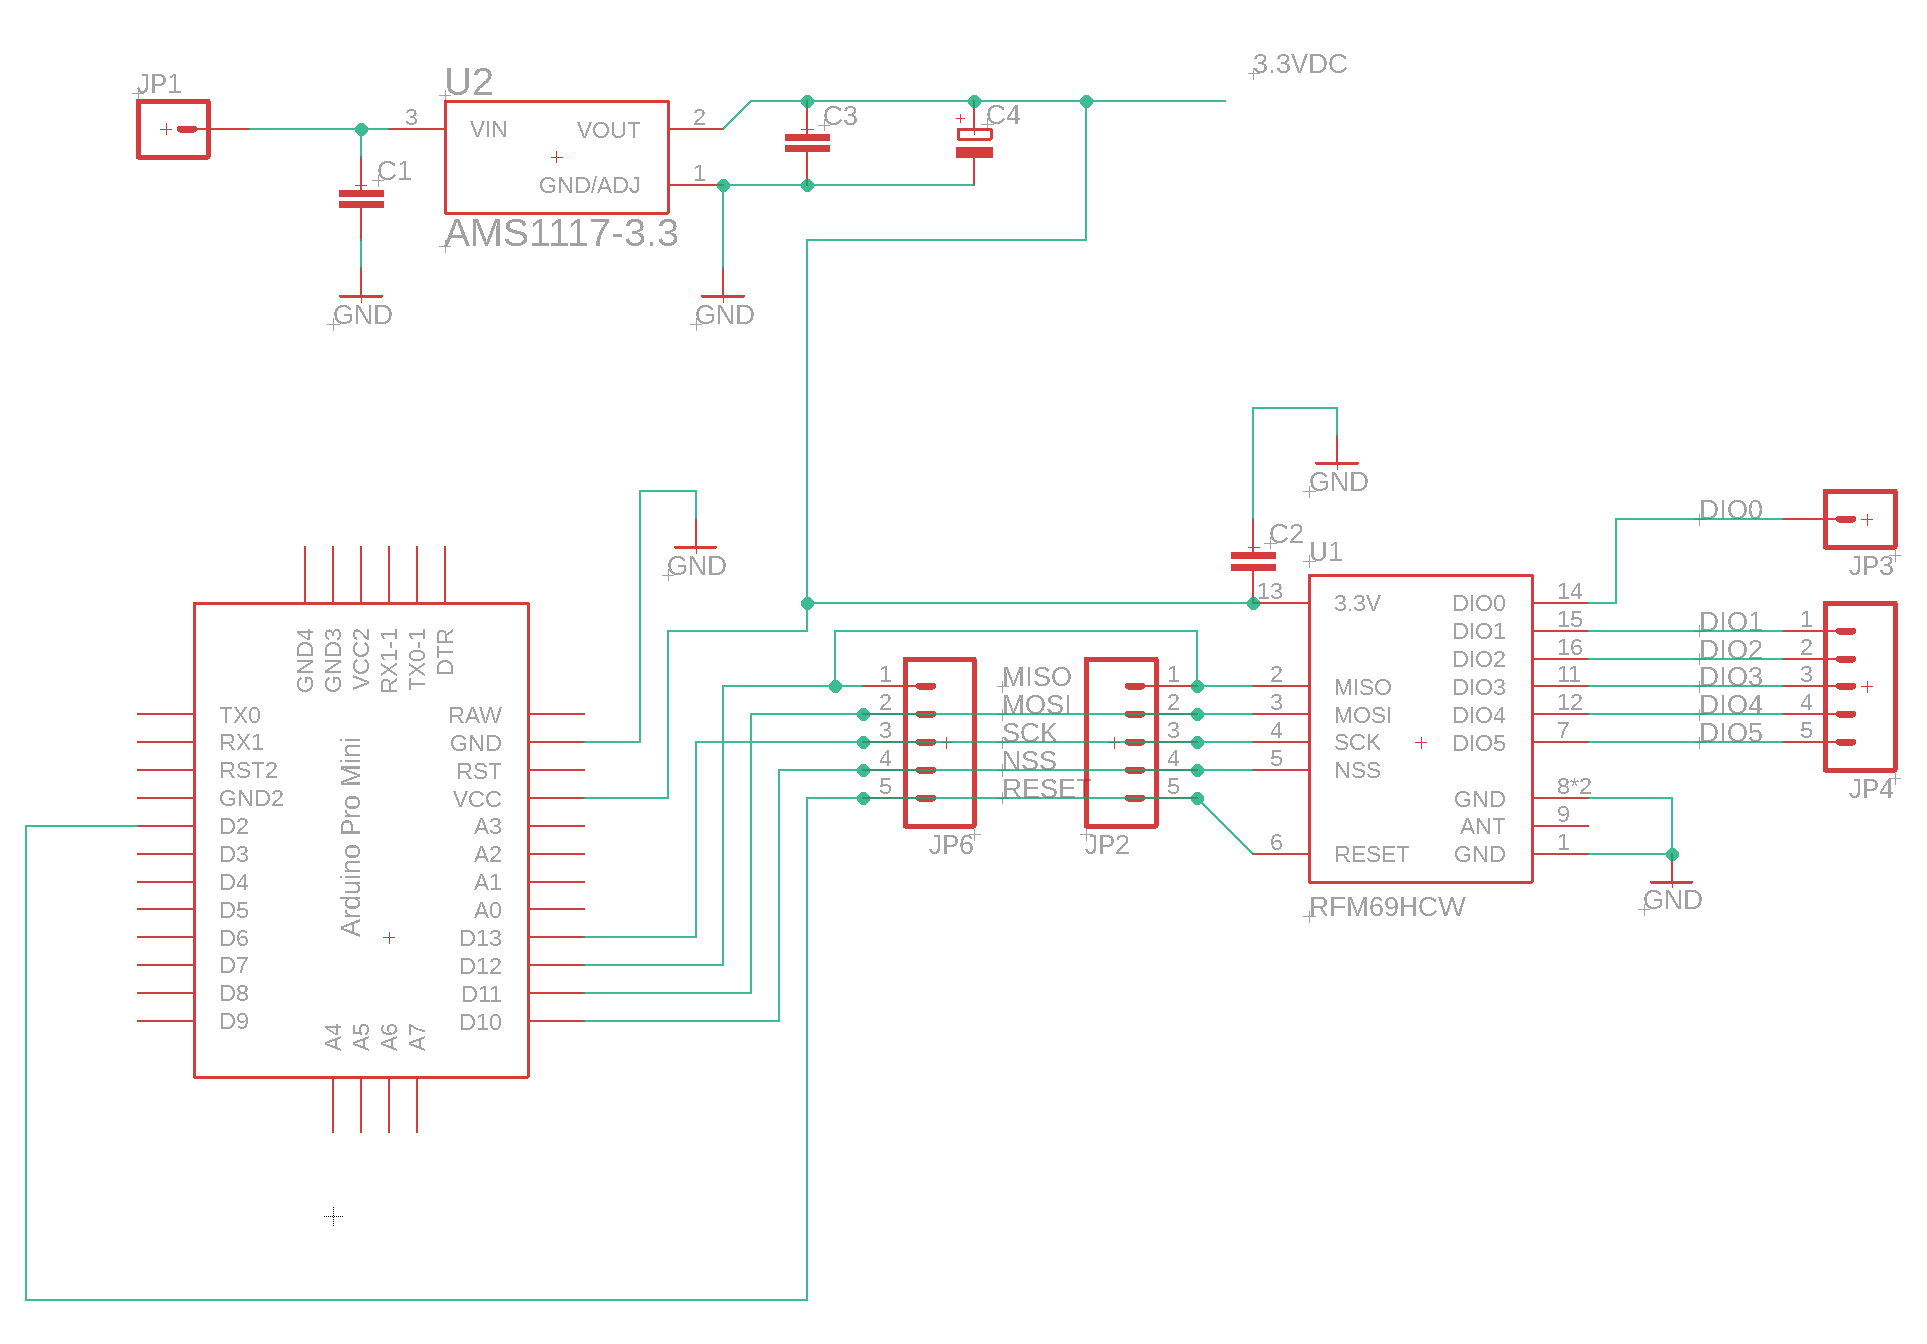 3.3VDC
JP1
U2
3 VIN VOUT 2
C3
C4
GND/ADJ 1
C1
AMS1117-3.3
GND
GND
GND
GND
C2
U1
DIO0
JP3
GND4
GND3
VCC2
RX1-1
TX0-1
DTR
TX0 RAW
RX1 GND
RST2 RST
GND2 VCC
D2 A3
D3 A2
D4 A1
D5 A0
D6 D13
D7 D12
D8 D11
D9 D10
Arduino Pro Mini
A4
A5
A6
A7
1 MISO 1
2 MOSI 2
3 SCK 3
4 NSS 4
5 RESET 5
JP6
JP2
13 3.3V DIO0 14
DIO1 15 DIO1 1
DIO2 16 DIO2 2
2 MISO DIO3 11 DIO3 3
3 MOSI DIO4 12 DIO4 4
4 SCK DIO5 7 DIO5 5
5 NSS
GND 8*2
ANT 9
6 RESET GND 1
JP4
RFM69HCW
GND